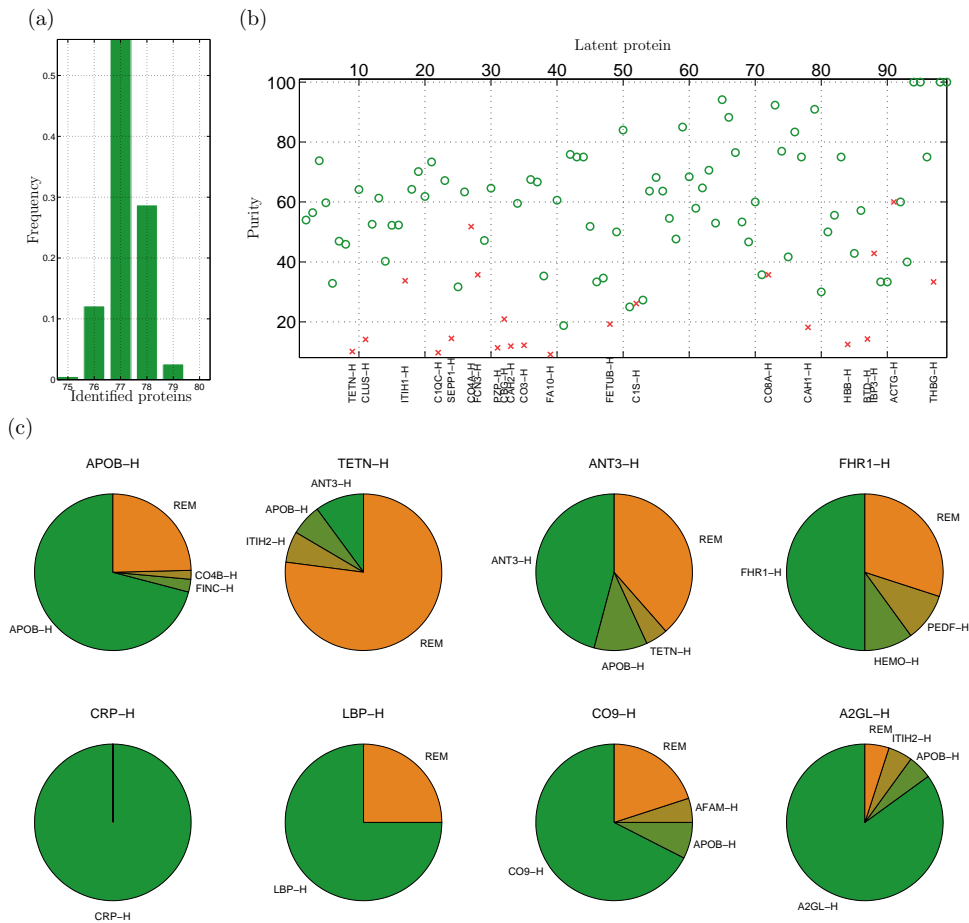 (a)
Frequency
0.5
0.4
0.3
0.2
0.1
0
75 76 77 78 79 80
Identified proteins
(b)
Latent protein
10 20 30 40 50 60 70 80 90
Purity
100
80
60
40
20
TETN−H
CLUS−H
ITIH1−H
C1QC−H
SEPP1−H
FCN3−H
PZP−H
CAH2−H
CO3−H
FA10−H
FETUB−H
C1S−H
CO8A−H
CAH1−H
HBB−H
BTD−H
IBP3−H
ACTG−H
THBG−H
(c)
APOB−H
REM
CO4B−H
FINC−H
APOB−H
TETN−H
ANT3−H
APOB−H
ITIH2−H
REM
ANT3−H
REM
ANT3−H
TETN−H
APOB−H
FHR1−H
REM
FHR1−H
PEDF−H
HEMO−H
CRP−H
CRP−H
LBP−H
REM
LBP−H
CO9−H
REM
AFAM−H
APOB−H
CO9−H
A2GL−H
REM
ITIH2−H
APOB−H
A2GL−H